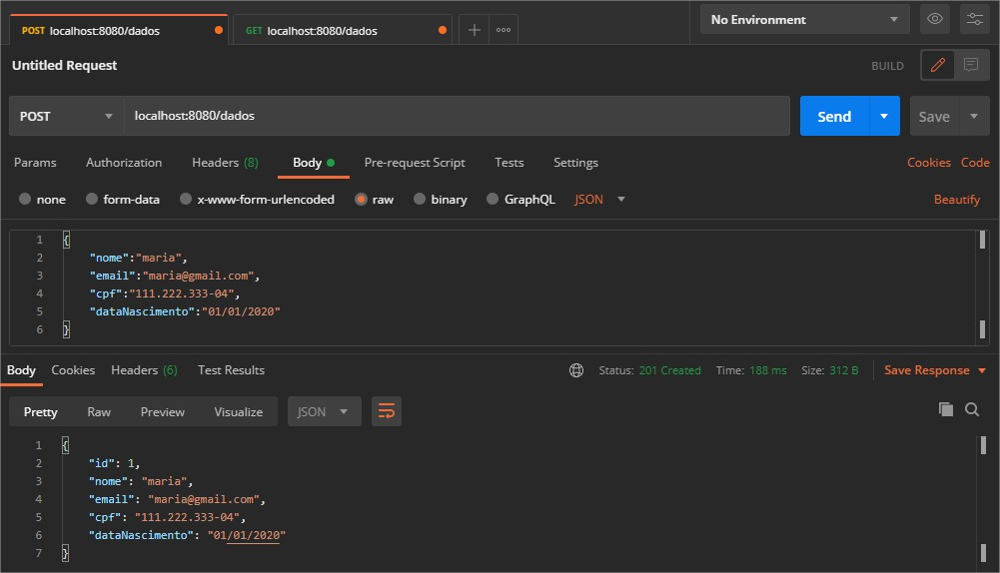 POST localhost:8080/dados GET localhost:8080/dados No Environment
Untitled Request BUILD
POST localhost:8080/dados Send Save
Params Authorization Headers (8) Body Pre-request Script Tests Settings Cookies Code
none form-data x-www-form-urlencoded raw binary GraphQL JSON Beautify
1 {
2 "nome":"maria",
3 "email":"maria@gmail.com",
4 "cpf":"111.222.333-04",
5 "dataNascimento":"01/01/2020"
6 }
Body Cookies Headers (6) Test Results Status: 201 Created Time: 188 ms Size: 312 B Save Response
Pretty Raw Preview Visualize JSON
1 {
2 "id": 1,
3 "nome": "maria",
4 "email": "maria@gmail.com",
5 "cpf": "111.222.333-04",
6 "dataNascimento": "01/01/2020"
7 }